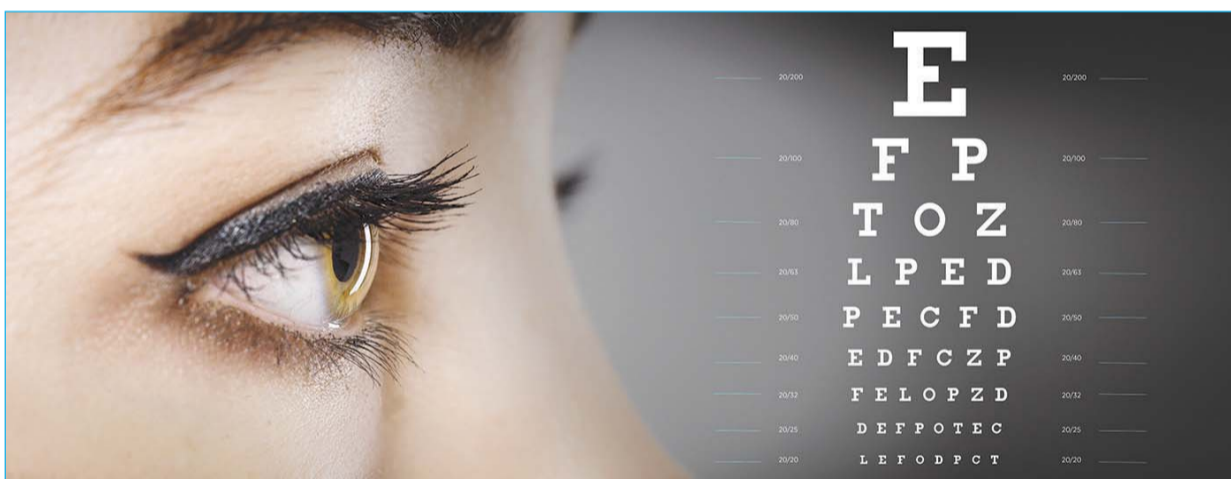 20/200 E 20/200
20/100 F P 20/100
20/80 T O Z 20/80
20/63 L P E D 20/63
20/50 P E C F D 20/50
20/40 E D F C Z P 20/40
20/32 F E L O P Z D 20/32
20/25 D E F P O T E C 20/25
20/20 L E F O D P C T 20/20